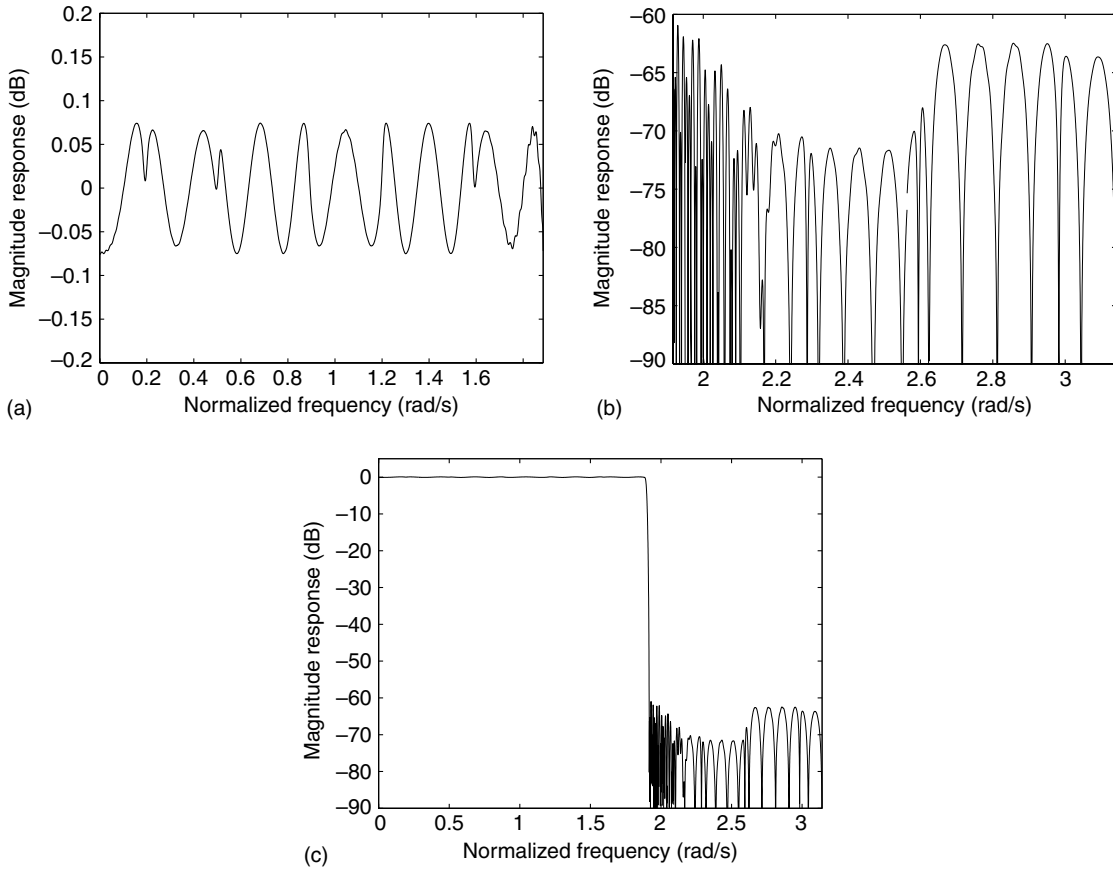 0.2
0.15
0.1
0.05
0
−0.05
−0.1
−0.15
−0.2
Magnitude response (dB)
0 0.2 0.4 0.6 0.8 1 1.2 1.4 1.6
Normalized frequency (rad/s)
(a)
−60
−65
−70
−75
−80
−85
−90
Magnitude response (dB)
2 2.2 2.4 2.6 2.8 3
Normalized frequency (rad/s)
(b)
0
−10
−20
−30
−40
−50
−60
−70
−80
−90
Magnitude response (dB)
0 0.5 1 1.5 2 2.5 3
Normalized frequency (rad/s)
(c)